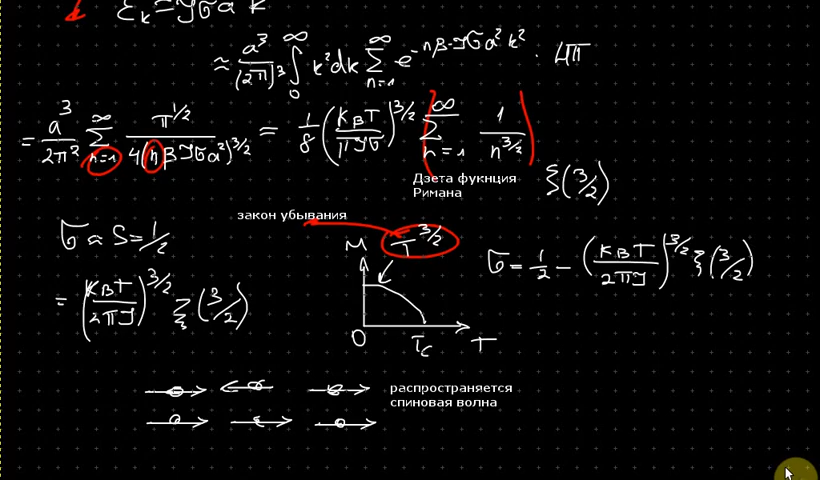 ε_k = Jσa²k²
≈ a³/(2π)³ ∫₀^∞ k²dk Σ_{n=1}^∞ e^{-nβJσa²k²} · 4π
= a³/2π² Σ_{n=1}^∞ π^{1/2}/4(nβJσa²)^{3/2} = 1/8 (k_BT/πJσ)^{3/2} (Σ_{n=1}^∞ 1/n^{3/2})
Дзета фукнция
Римана
ξ(3/2)
закон убывания
T^{3/2}
σ ≈ S = 1/2
= (k_BT/2πJ)^{3/2} ξ(3/2)
M
0
T_c
T
σ = 1/2 − (k_BT/2πJ)^{3/2} ξ(3/2)
распространяется
спиновая волна